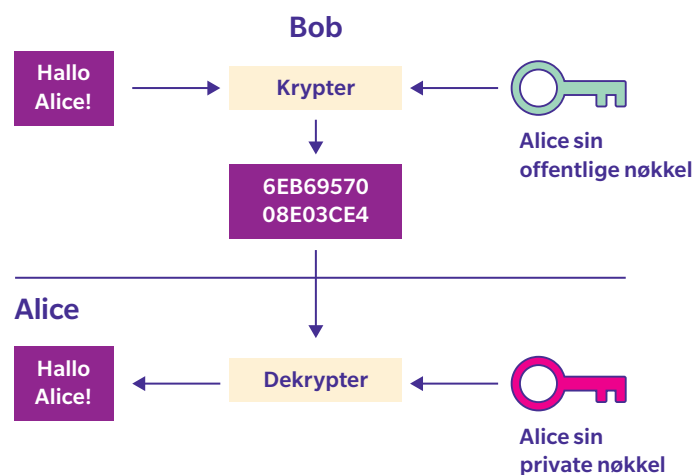 Bob
Hallo
Alice!
Krypter
Alice sin
offentlige nøkkel
6EB69570
08E03CE4
Alice
Hallo
Alice!
Dekrypter
Alice sin
private nøkkel